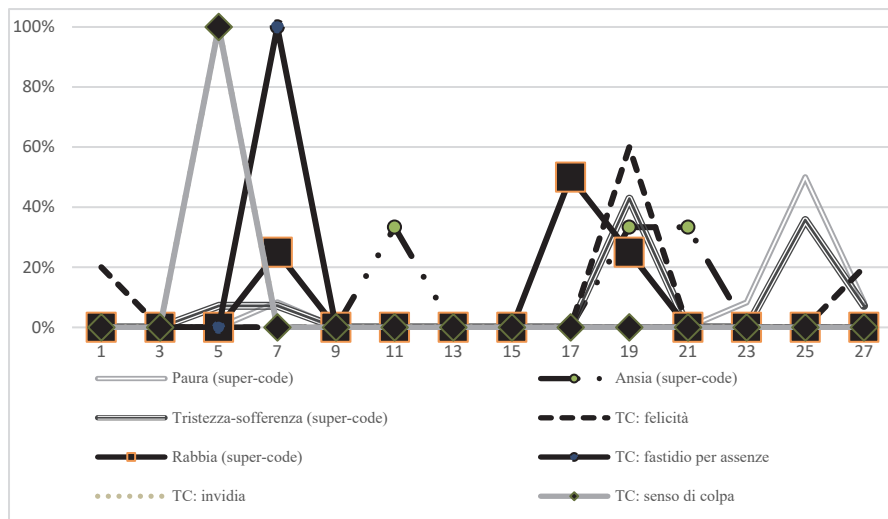 100%
80%
60%
40%
20%
0%
1 3 5 7 9 11 13 15 17 19 21 23 25 27
Paura (super-code) Ansia (super-code)
Tristezza-sofferenza (super-code) TC: felicità
Rabbia (super-code) TC: fastidio per assenze
TC: invidia TC: senso di colpa